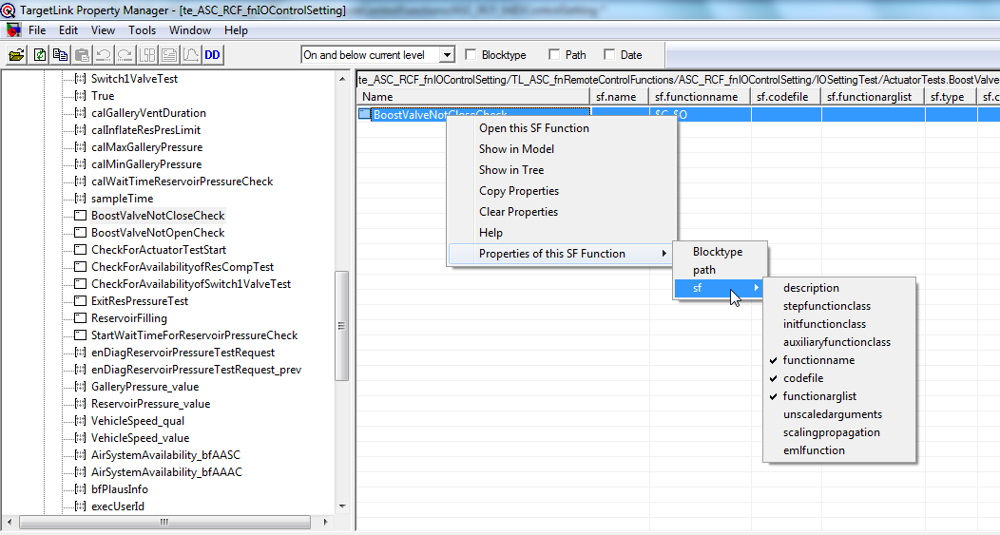 TargetLink Property Manager - [te_ASC_RCF_fnIOControlSetting]
File Edit View Tools Window Help
DD On and below current level Blocktype Path Date
te_ASC_RCF_fnIOControlSetting/TL_ASC_fnRemoteControlFunctions/ASC_RCF_fnIOControlSetting/IOSettingTest/ActuatorTests.BoostValve
Name sf.name sf.functionname sf.codefile sf.functionarglist sf.type sf.c
BoostValveNotCloseCheck $C_$O
Switch1ValveTest
True
calGalleryVentDuration
calInflateResPresLimit
calMaxGalleryPressure
calMinGalleryPressure
calWaitTimeReservoirPressureCheck
sampleTime
BoostValveNotCloseCheck
BoostValveNotOpenCheck
CheckForActuatorTestStart
CheckForAvailabilityofResCompTest
CheckForAvailabilityofSwitch1ValveTest
ExitResPressureTest
ReservoirFilling
StartWaitTimeForReservoirPressureCheck
enDiagReservoirPressureTestRequest
enDiagReservoirPressureTestRequest_prev
GalleryPressure_value
ReservoirPressure_value
VehicleSpeed_qual
VehicleSpeed_value
AirSystemAvailability_bfAASC
AirSystemAvailability_bfAAAC
bfPlausInfo
execUserId
Open this SF Function
Show in Model
Show in Tree
Copy Properties
Clear Properties
Help
Properties of this SF Function
Blocktype
path
sf
description
stepfunctionclass
initfunctionclass
auxiliaryfunctionclass
functionname
codefile
functionarglist
unscaledarguments
scalingpropagation
emlfunction